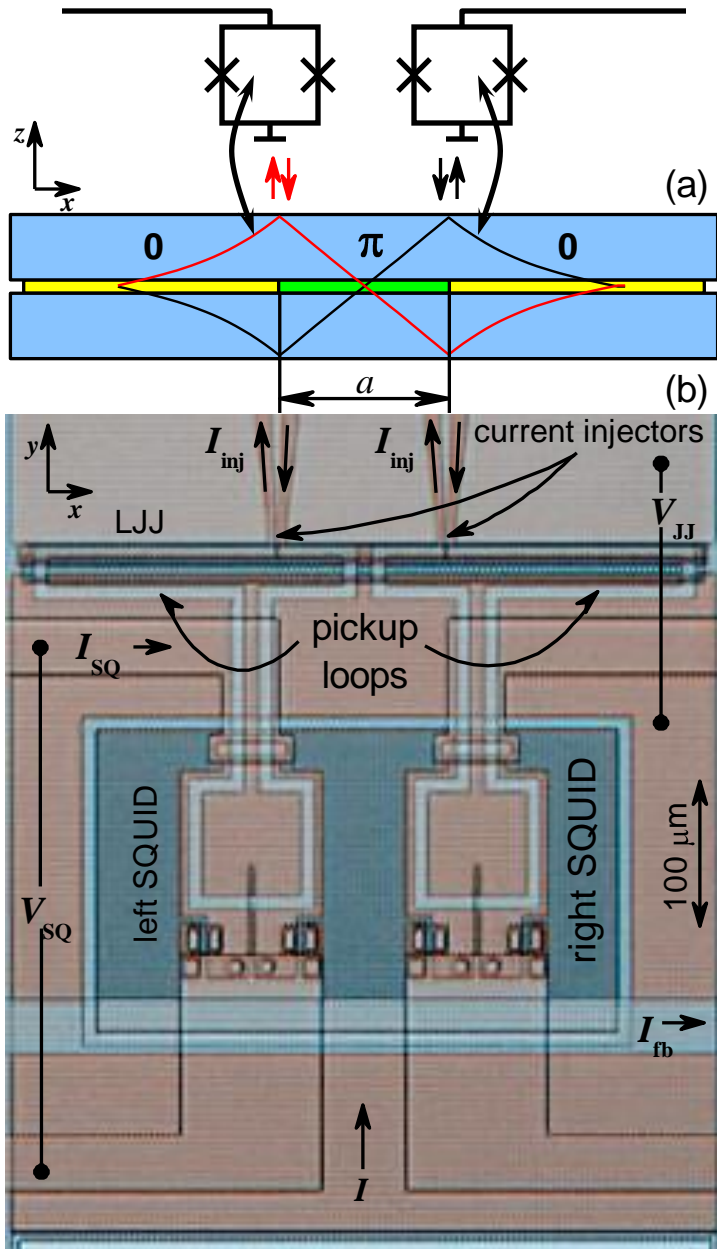 z
x
(a)
0 π 0
a
(b)
y
x
I_inj
I_inj
current injectors
LJJ
V_JJ
I_SQ
pickup
loops
left SQUID
right SQUID
100 μm
V_SQ
I_fb
I